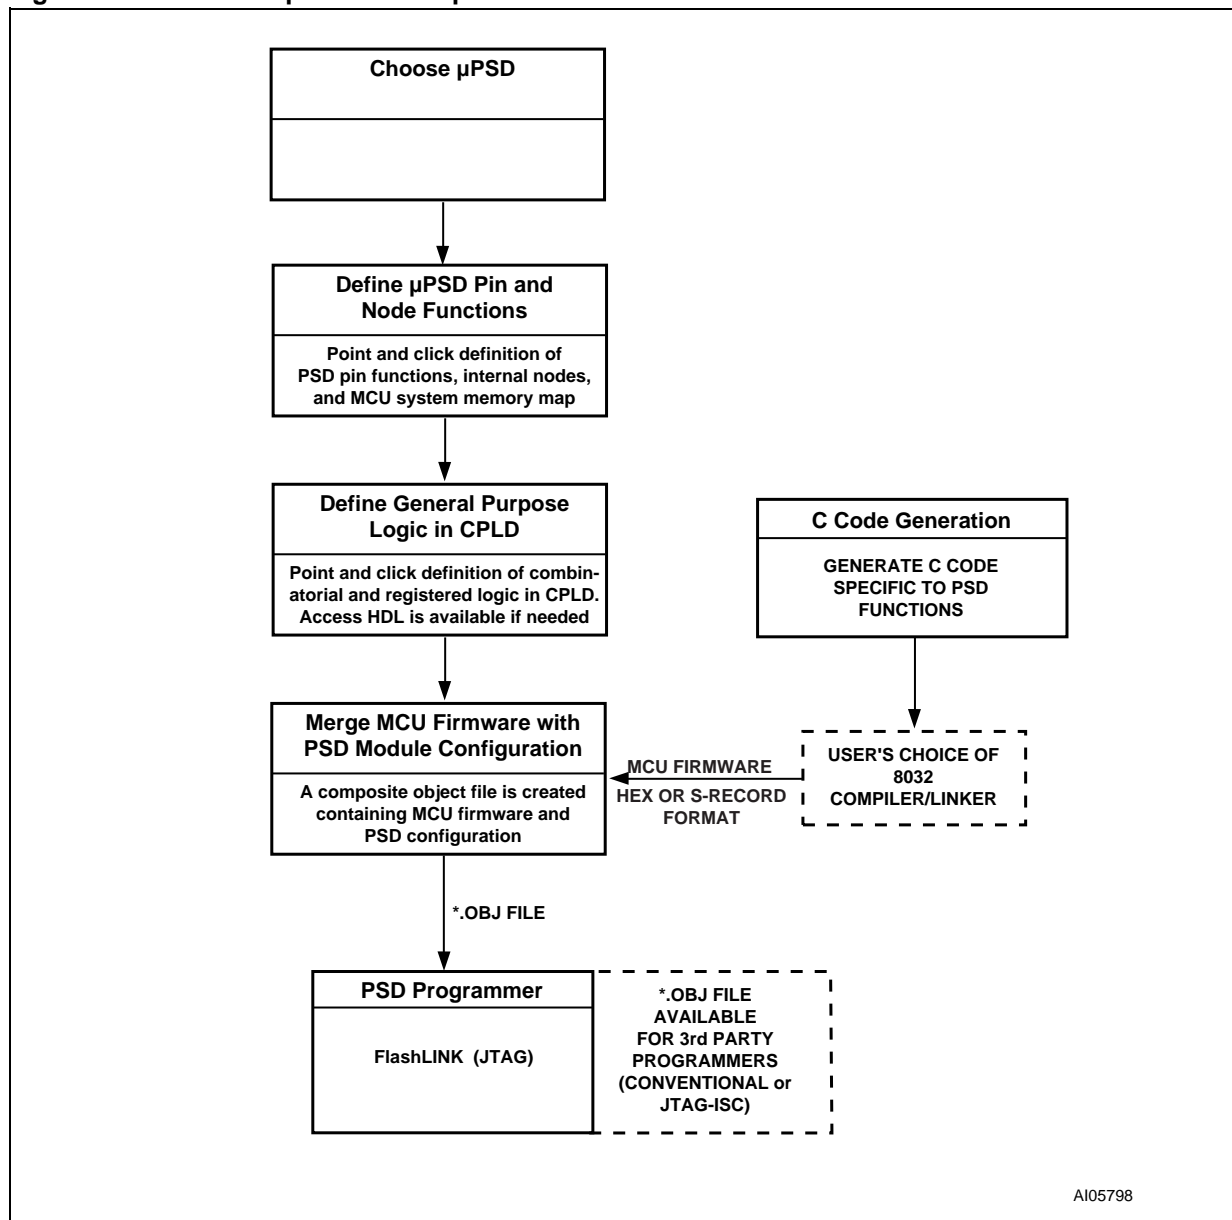 Choose µPSD
Define µPSD Pin and
Node Functions
Point and click definition of
PSD pin functions, internal nodes,
and MCU system memory map
Define General Purpose
Logic in CPLD
Point and click definition of combin-
atorial and registered logic in CPLD.
Access HDL is available if needed
C Code Generation
GENERATE C CODE
SPECIFIC TO PSD
FUNCTIONS
Merge MCU Firmware with
PSD Module Configuration
A composite object file is created
containing MCU firmware and
PSD configuration
MCU FIRMWARE
HEX OR S-RECORD
FORMAT
USER'S CHOICE OF
8032
COMPILER/LINKER
*.OBJ FILE
PSD Programmer
FlashLINK (JTAG)
*.OBJ FILE
AVAILABLE
FOR 3rd PARTY
PROGRAMMERS
(CONVENTIONAL or
JTAG-ISC)
AI05798